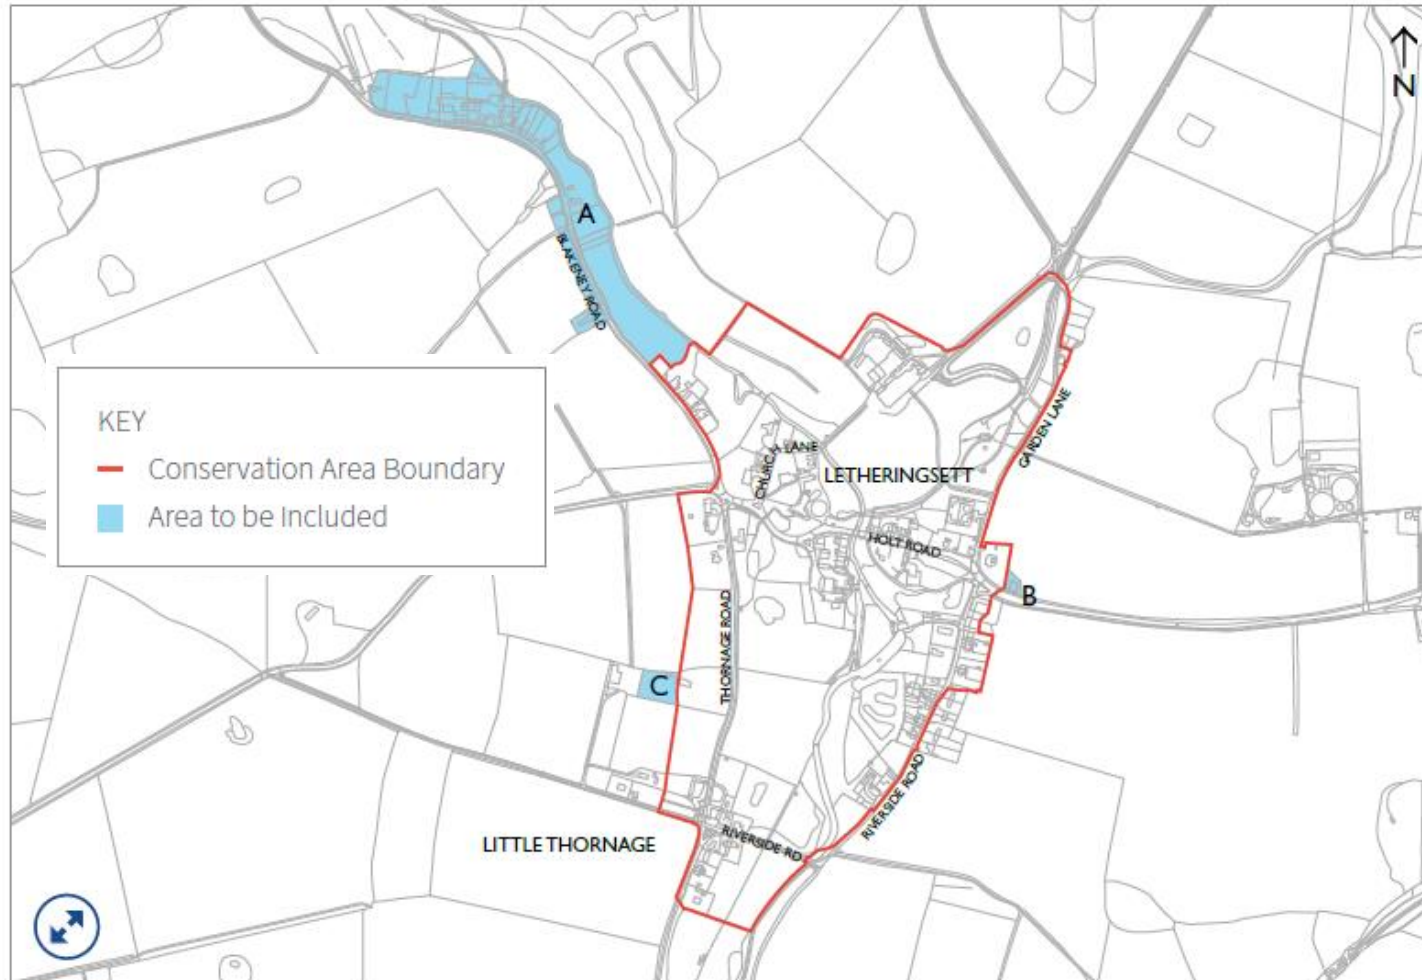 N
A
BLAKENEY ROAD
KEY
Conservation Area Boundary
Area to be Included
GARDEN LANE
CHURCH LANE
LETHERINGSETT
HOLT ROAD
B
THORNAGE ROAD
C
RIVERSIDE ROAD
RIVERSIDE RD
LITTLE THORNAGE